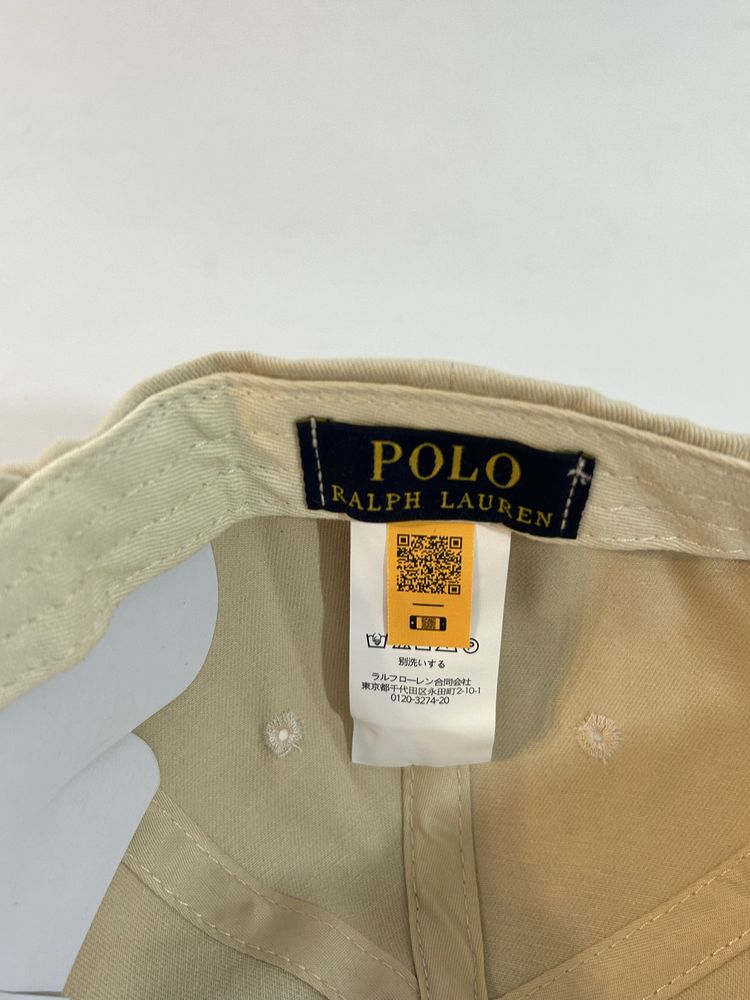 POLO
RALPH LAUREN
別洗いする
ラルフローレン合同会社
東京都千代田区永田町2-10-1
0120-3274-20